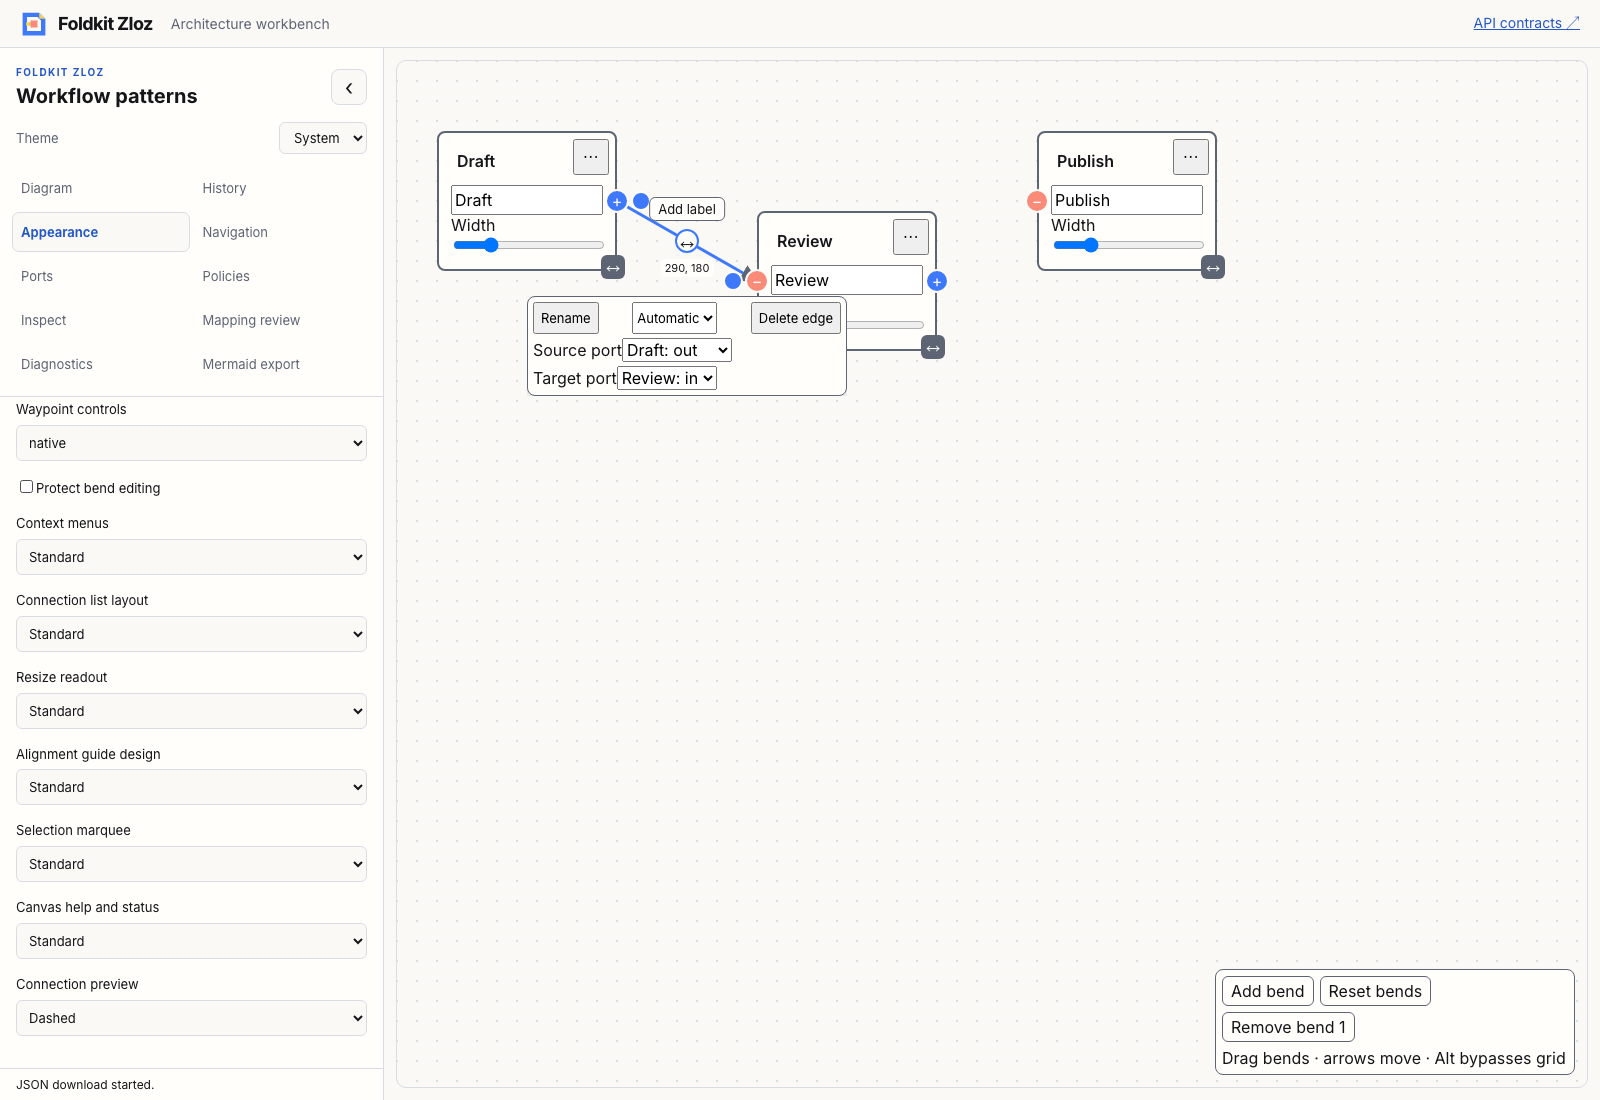 Foldkit Zloz
Architecture workbench
API contracts ↗
FOLDKIT ZLOZ
Workflow patterns
Theme
System
Diagram
History
Appearance
Navigation
Ports
Policies
Inspect
Mapping review
Diagnostics
Mermaid export
Waypoint controls
native
Protect bend editing
Context menus
Standard
Connection list layout
Standard
Resize readout
Standard
Alignment guide design
Standard
Selection marquee
Standard
Canvas help and status
Standard
Connection preview
Dashed
JSON download started.
Draft
Draft
Width
Add label
290, 180
Review
Review
Publish
Publish
Width
Rename
Automatic
Delete edge
Source port Draft: out
Target port Review: in
Add bend
Reset bends
Remove bend 1
Drag bends · arrows move · Alt bypasses grid